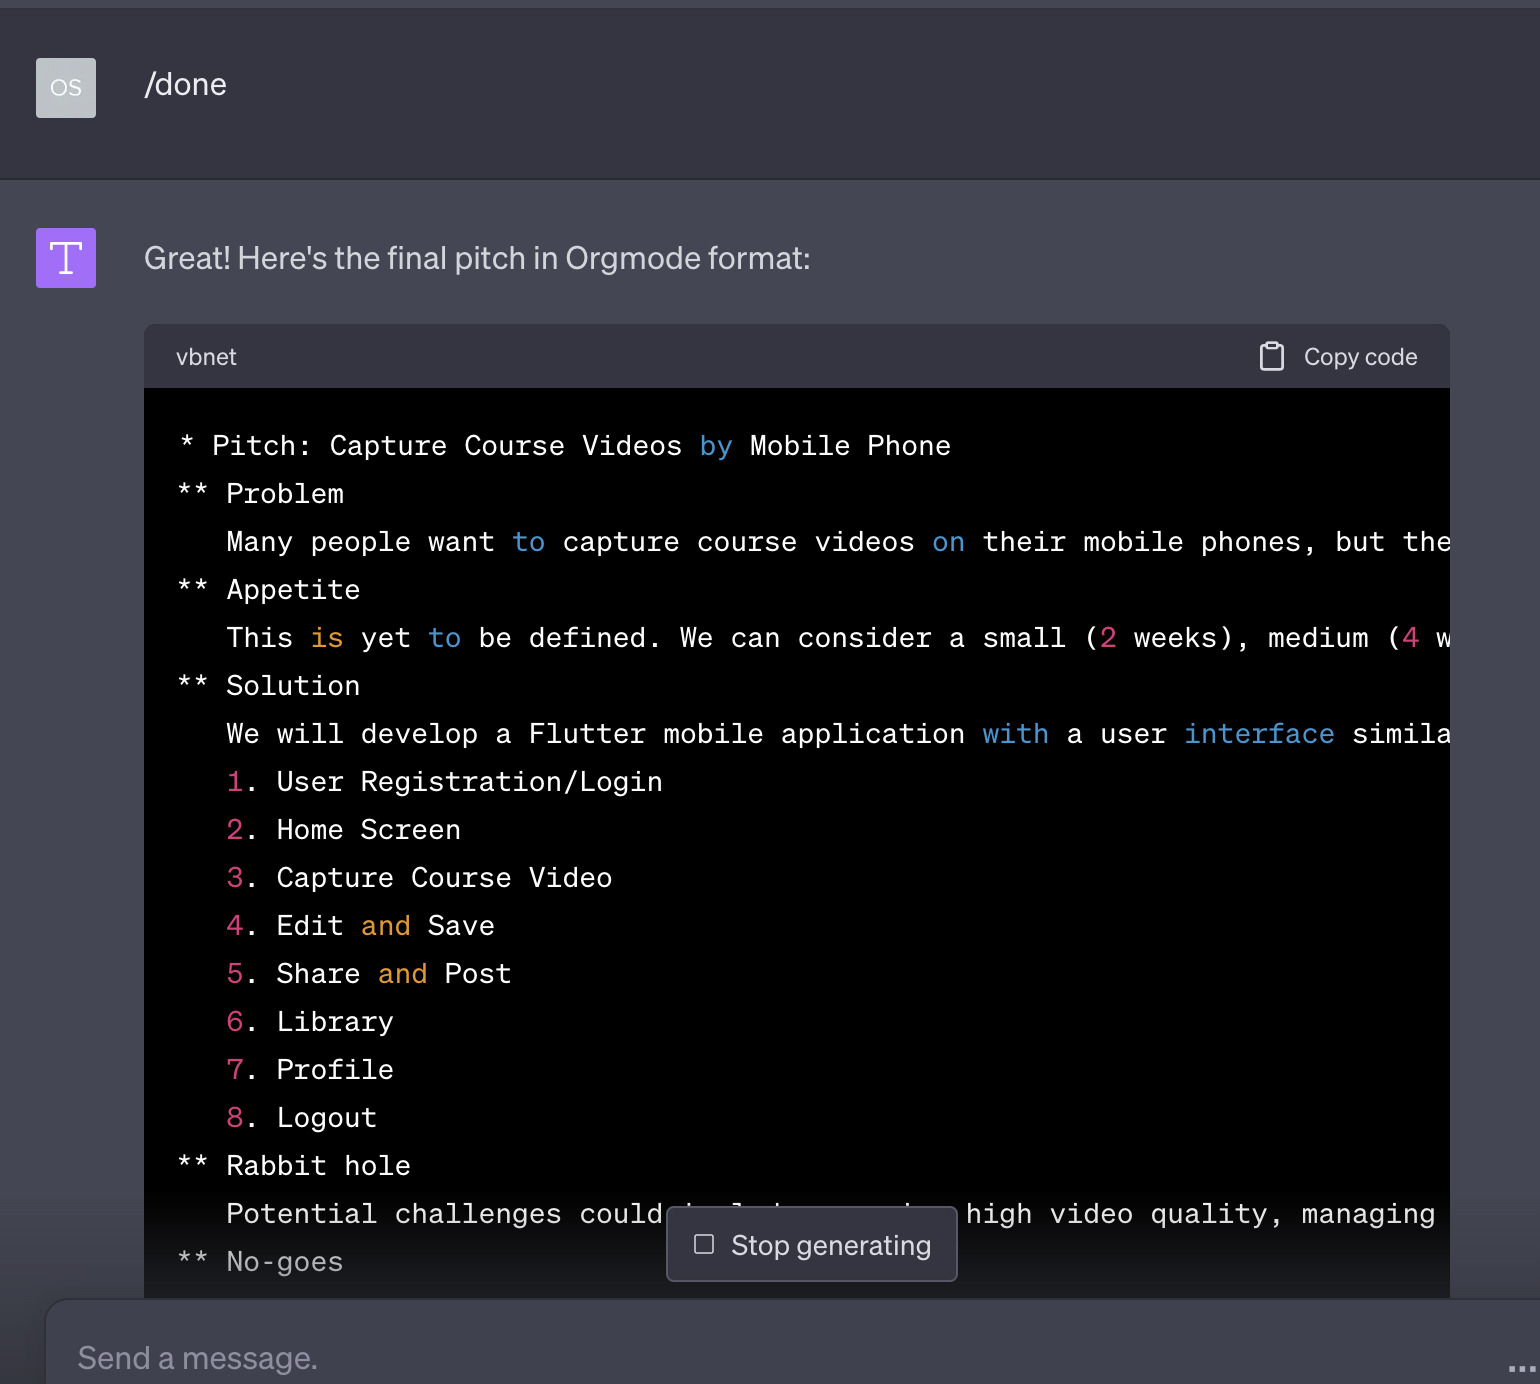 OS
/done
T
Great! Here's the final pitch in Orgmode format:
vbnet
Copy code
* Pitch: Capture Course Videos by Mobile Phone
** Problem
Many people want to capture course videos on their mobile phones, but the
** Appetite
This is yet to be defined. We can consider a small (2 weeks), medium (4 w
** Solution
We will develop a Flutter mobile application with a user interface simila
1. User Registration/Login
2. Home Screen
3. Capture Course Video
4. Edit and Save
5. Share and Post
6. Library
7. Profile
8. Logout
** Rabbit hole
Potential challenges could high video quality, managing
** No-goes
Stop generating
Send a message.